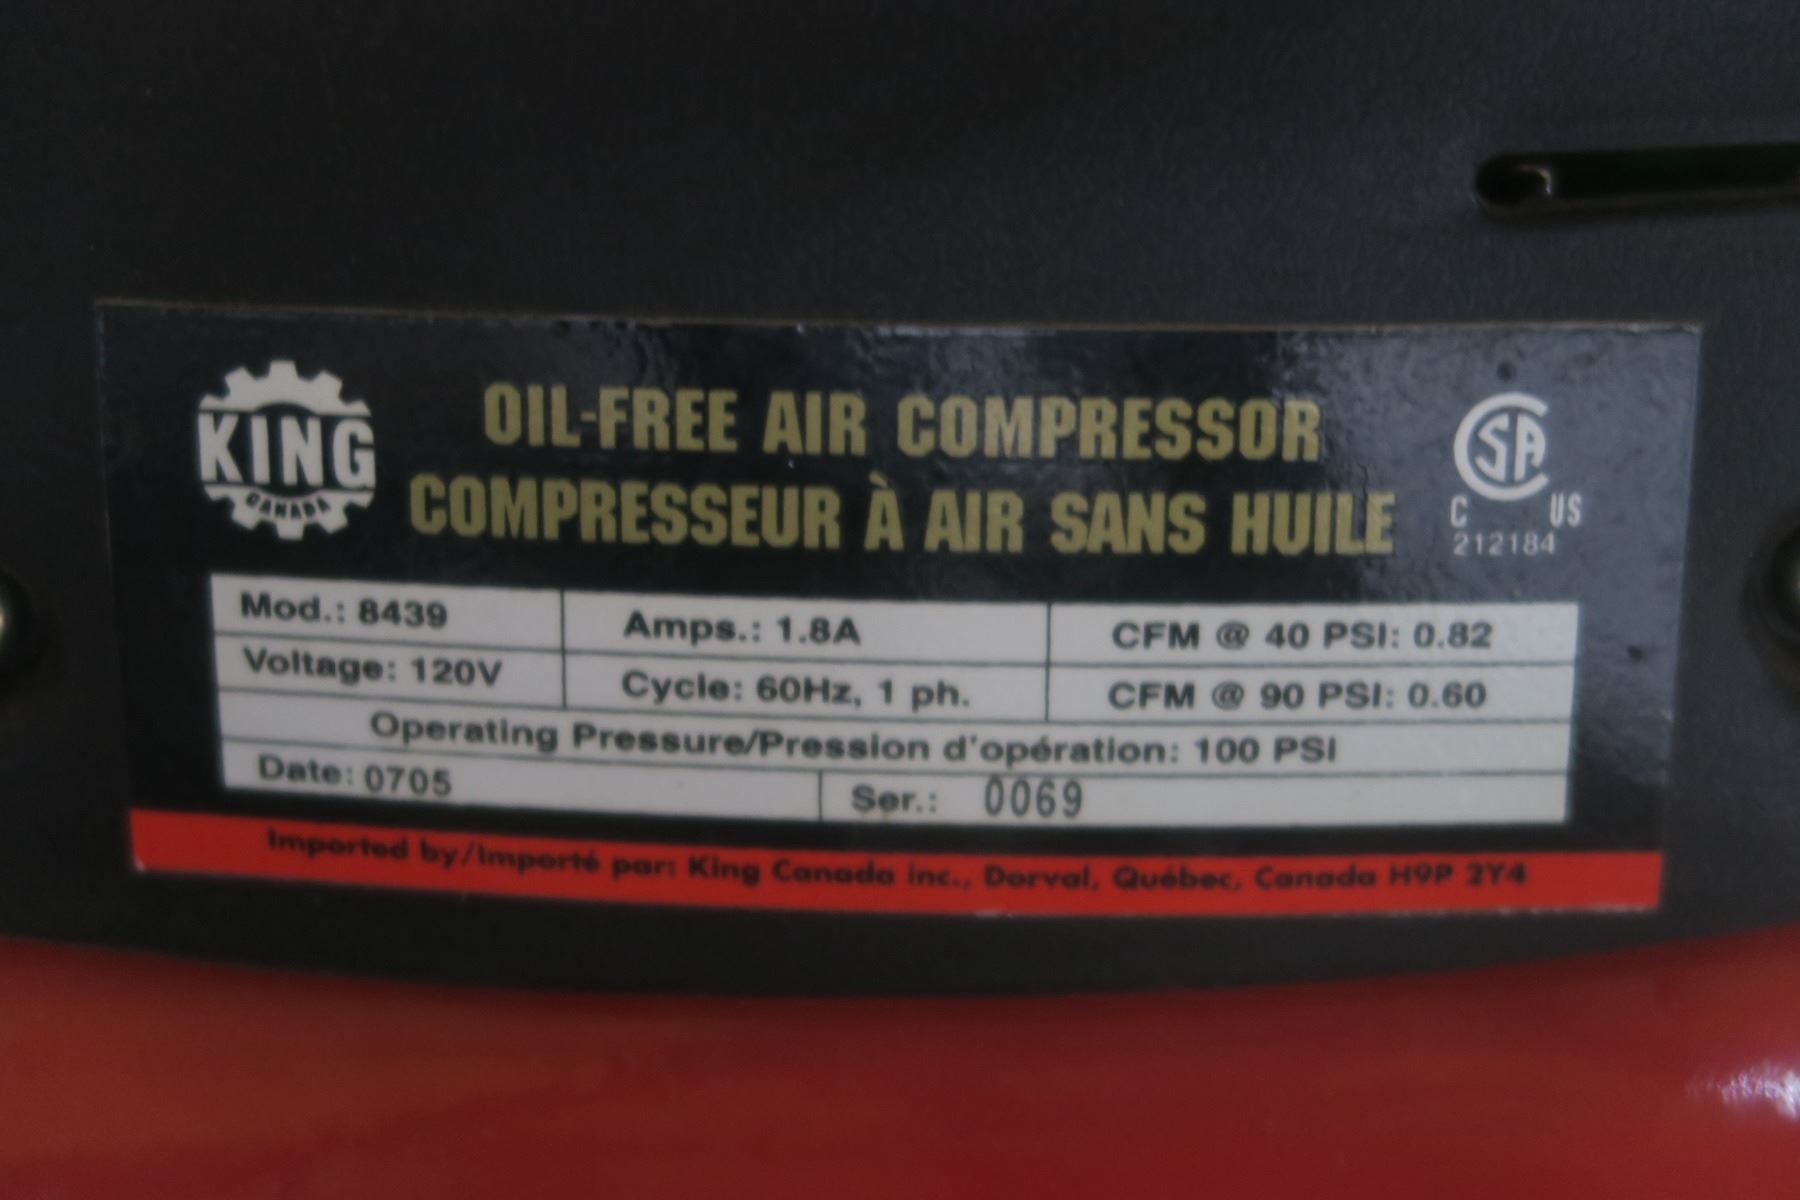 KING
CANADA
OIL-FREE AIR COMPRESSOR
COMPRESSEUR À AIR SANS HUILE
CSA
C US
212184
Mod.: 8439 Amps.: 1.8A CFM @ 40 PSI: 0.82
Voltage: 120V Cycle: 60Hz, 1 ph. CFM @ 90 PSI: 0.60
Operating Pressure/Pression d'opération: 100 PSI
Date: 0705 Ser.: 0069
Imported by/Importé par: King Canada inc., Dorval, Québec, Canada H9P 2Y4